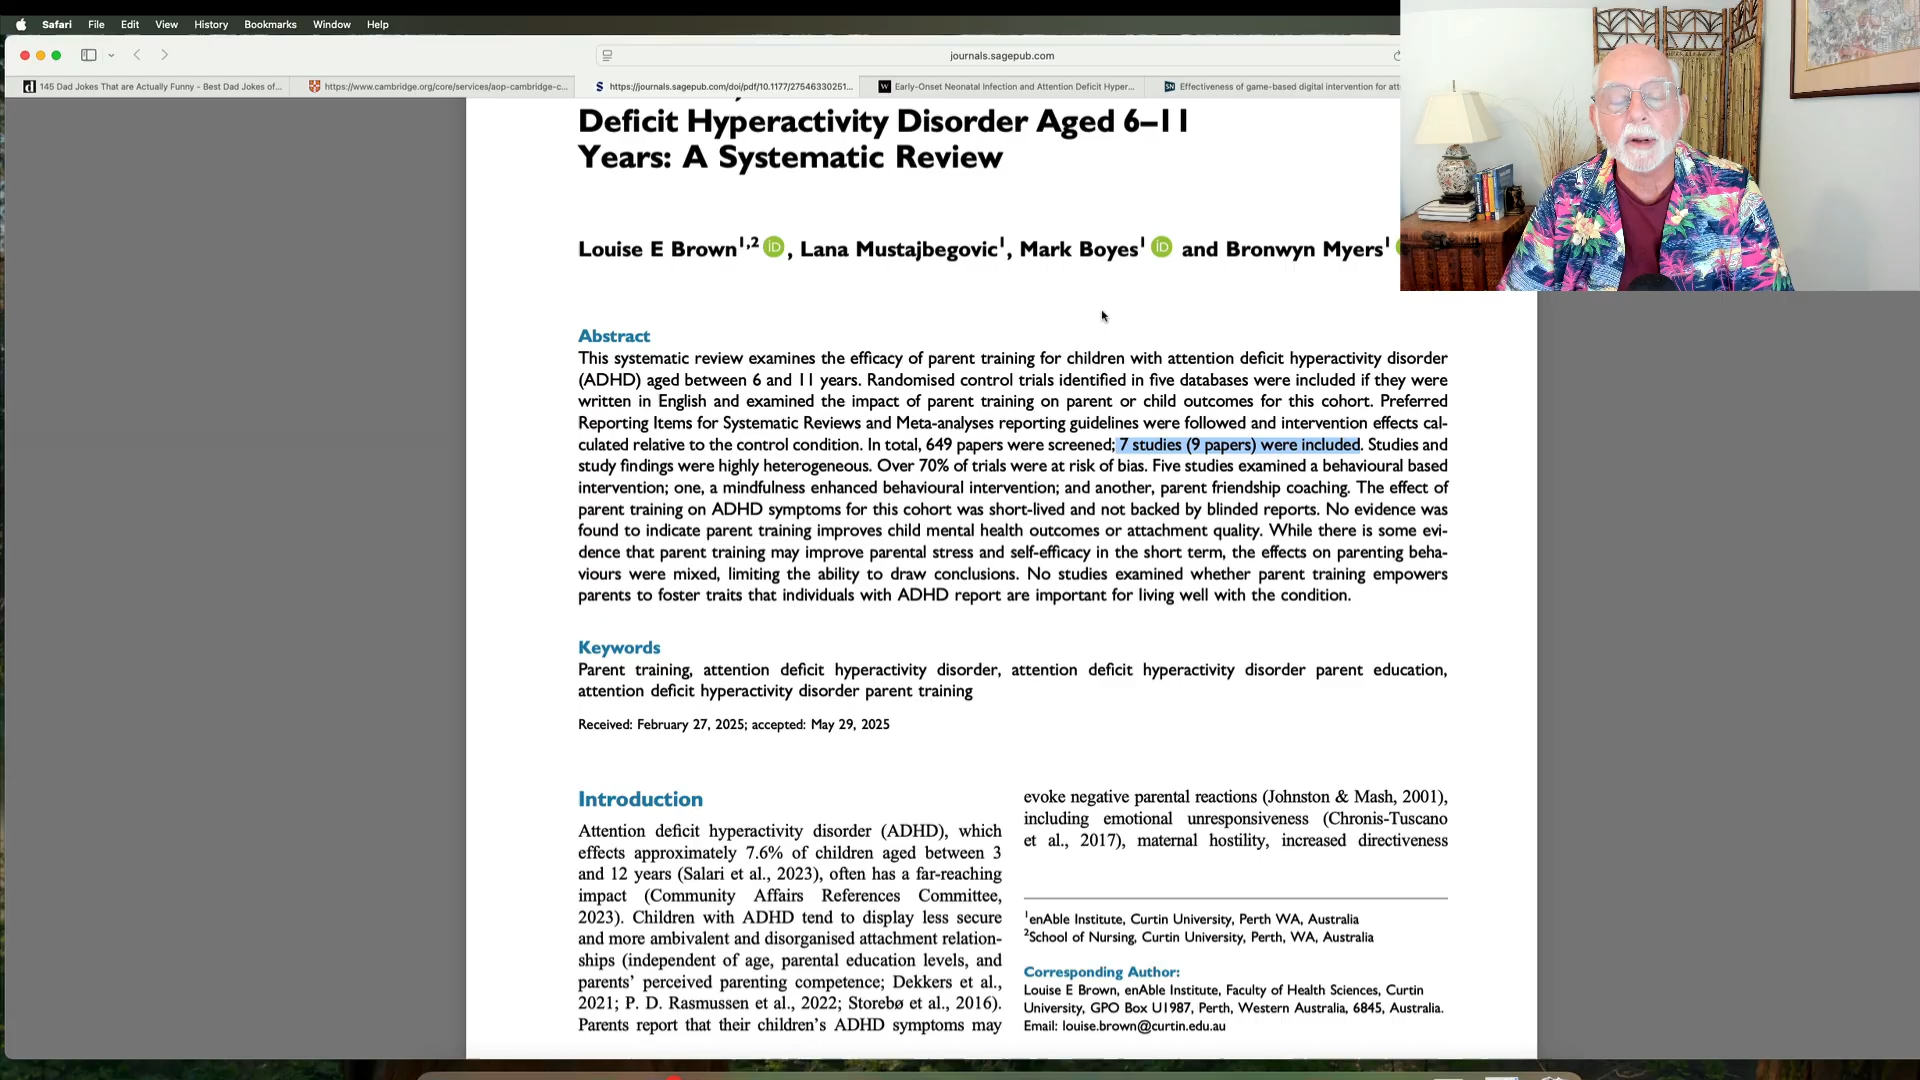 Safari File Edit View History Bookmarks Window Help
journals.sagepub.com
145 Dad Jokes That are Actually Funny - Best Dad Jokes of...
https://www.cambridge.org/core/services/aop-cambridge-c...
https://journals.sagepub.com/doi/pdf/10.1177/27546330251...
Early-Onset Neonatal Infection and Attention Deficit Hyper...
Effectiveness of game-based digital intervention for att
Deficit Hyperactivity Disorder Aged 6–11
Years: A Systematic Review
Louise E Brown1,2 iD, Lana Mustajbegovic1, Mark Boyes1 iD and Bronwyn Myers1
Abstract
This systematic review examines the efficacy of parent training for children with attention deficit hyperactivity disorder
(ADHD) aged between 6 and 11 years. Randomised control trials identified in five databases were included if they were
written in English and examined the impact of parent training on parent or child outcomes for this cohort. Preferred
Reporting Items for Systematic Reviews and Meta-analyses reporting guidelines were followed and intervention effects cal-
culated relative to the control condition. In total, 649 papers were screened; 7 studies (9 papers) were included. Studies and
study findings were highly heterogeneous. Over 70% of trials were at risk of bias. Five studies examined a behavioural based
intervention; one, a mindfulness enhanced behavioural intervention; and another, parent friendship coaching. The effect of
parent training on ADHD symptoms for this cohort was short-lived and not backed by blinded reports. No evidence was
found to indicate parent training improves child mental health outcomes or attachment quality. While there is some evi-
dence that parent training may improve parental stress and self-efficacy in the short term, the effects on parenting beha-
viours were mixed, limiting the ability to draw conclusions. No studies examined whether parent training empowers
parents to foster traits that individuals with ADHD report are important for living well with the condition.
Keywords
Parent training, attention deficit hyperactivity disorder, attention deficit hyperactivity disorder parent education,
attention deficit hyperactivity disorder parent training
Received: February 27, 2025; accepted: May 29, 2025
Introduction
Attention deficit hyperactivity disorder (ADHD), which
effects approximately 7.6% of children aged between 3
and 12 years (Salari et al., 2023), often has a far-reaching
impact (Community Affairs References Committee,
2023). Children with ADHD tend to display less secure
and more ambivalent and disorganised attachment relation-
ships (independent of age, parental education levels, and
parents' perceived parenting competence; Dekkers et al.,
2021; P. D. Rasmussen et al., 2022; Storebø et al., 2016).
Parents report that their children's ADHD symptoms may
evoke negative parental reactions (Johnston & Mash, 2001),
including emotional unresponsiveness (Chronis-Tuscano
et al., 2017), maternal hostility, increased directiveness
1enAble Institute, Curtin University, Perth WA, Australia
2School of Nursing, Curtin University, Perth, WA, Australia
Corresponding Author:
Louise E Brown, enAble Institute, Faculty of Health Sciences, Curtin
University, GPO Box U1987, Perth, Western Australia, 6845, Australia.
Email: louise.brown@curtin.edu.au